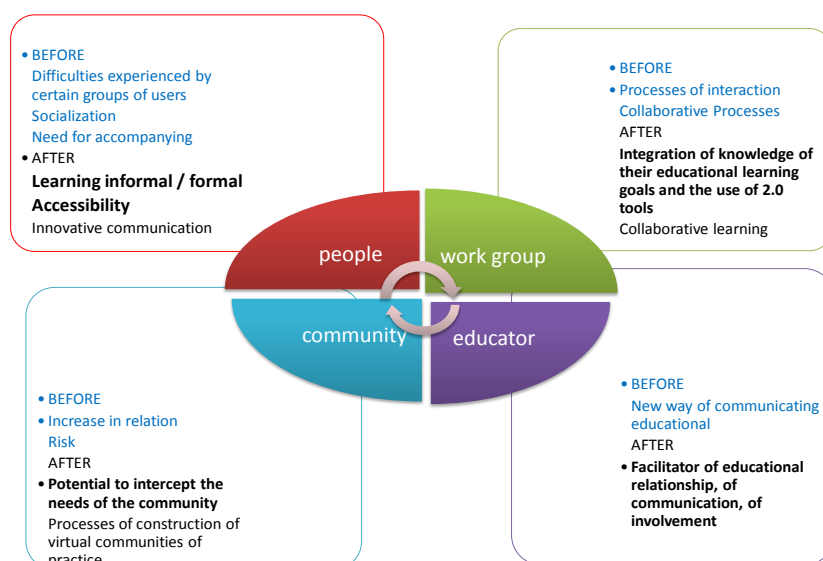 • BEFORE
Difficulties experienced by
certain groups of users
Socialization
Need for accompanying
• AFTER
Learning informal / formal
Accessibility
Innovative communication
• BEFORE
• Processes of interaction
Collaborative Processes
AFTER
Integration of knowledge of
their educational learning
goals and the use of 2.0
tools
Collaborative learning
people
work group
community
educator
• BEFORE
• Increase in relation
Risk
AFTER
• Potential to intercept the
needs of the community
Processes of construction of
virtual communities of
practice
• BEFORE
New way of communicating
educational
AFTER
• Facilitator of educational
relationship, of
communication, of
involvement